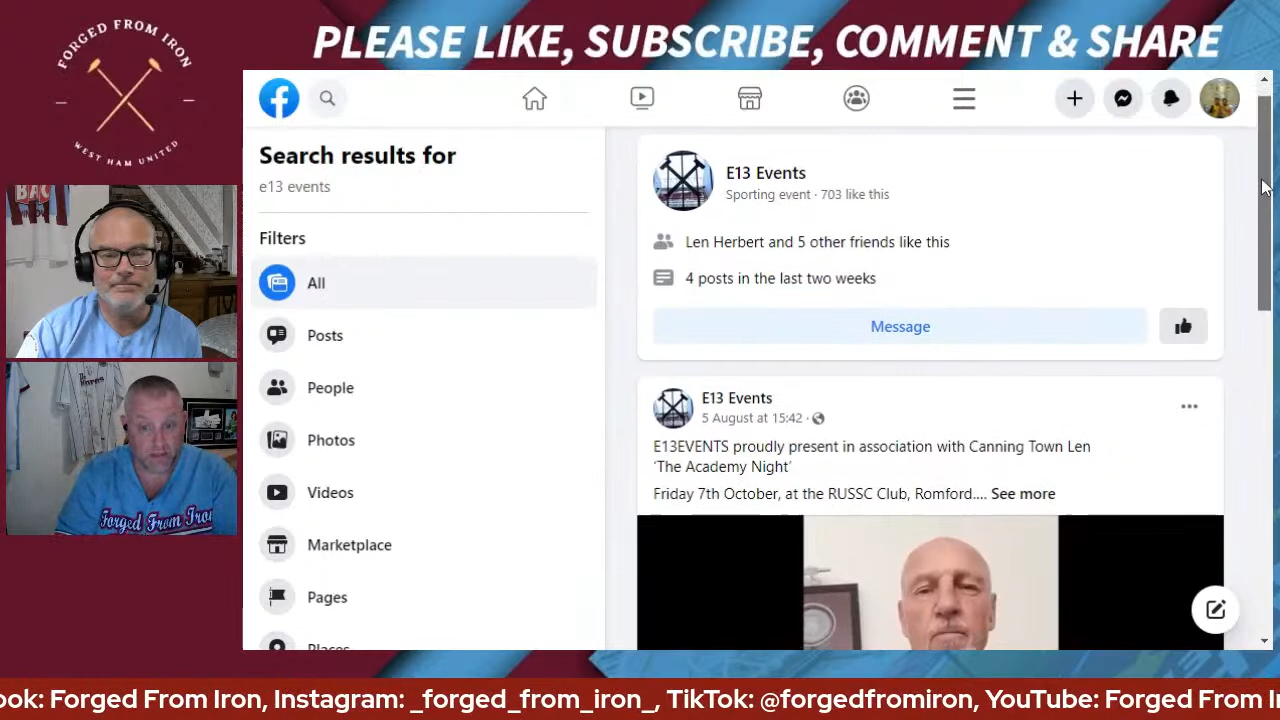 FORGED FROM IRON
WEST HAM UNITED
PLEASE LIKE, SUBSCRIBE, COMMENT & SHARE
Search results for
e13 events
Filters
All
Posts
People
Photos
Videos
Marketplace
Pages
Places
E13 Events
Sporting event · 703 like this
Len Herbert and 5 other friends like this
4 posts in the last two weeks
Message
E13 Events
5 August at 15:42 ·
E13EVENTS proudly present in association with Canning Town Len
'The Academy Night'
Friday 7th October, at the RUSSC Club, Romford.... See more
Forged From Iron
ook: Forged From Iron, Instagram: _forged_from_iron_, TikTok: @forgedfromiron, YouTube: Forged From I